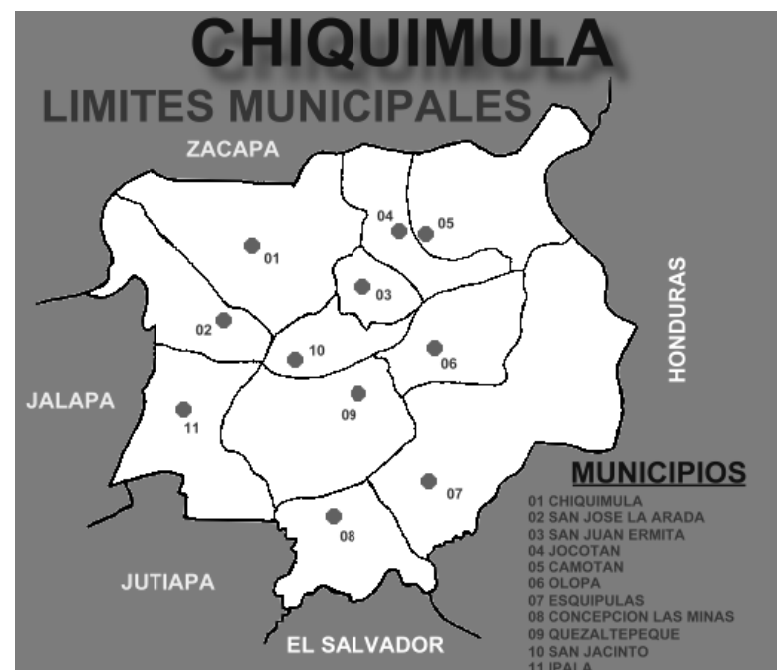 CHIQUIMULA
LIMITES MUNICIPALES
ZACAPA
04
05
01
03
02
10
06
HONDURAS
JALAPA
09
11
07
08
JUTIAPA
EL SALVADOR
MUNICIPIOS
01 CHIQUIMULA
02 SAN JOSE LA ARADA
03 SAN JUAN ERMITA
04 JOCOTAN
05 CAMOTAN
06 OLOPA
07 ESQUIPULAS
08 CONCEPCION LAS MINAS
09 QUEZALTEPEQUE
10 SAN JACINTO
11 IPALA